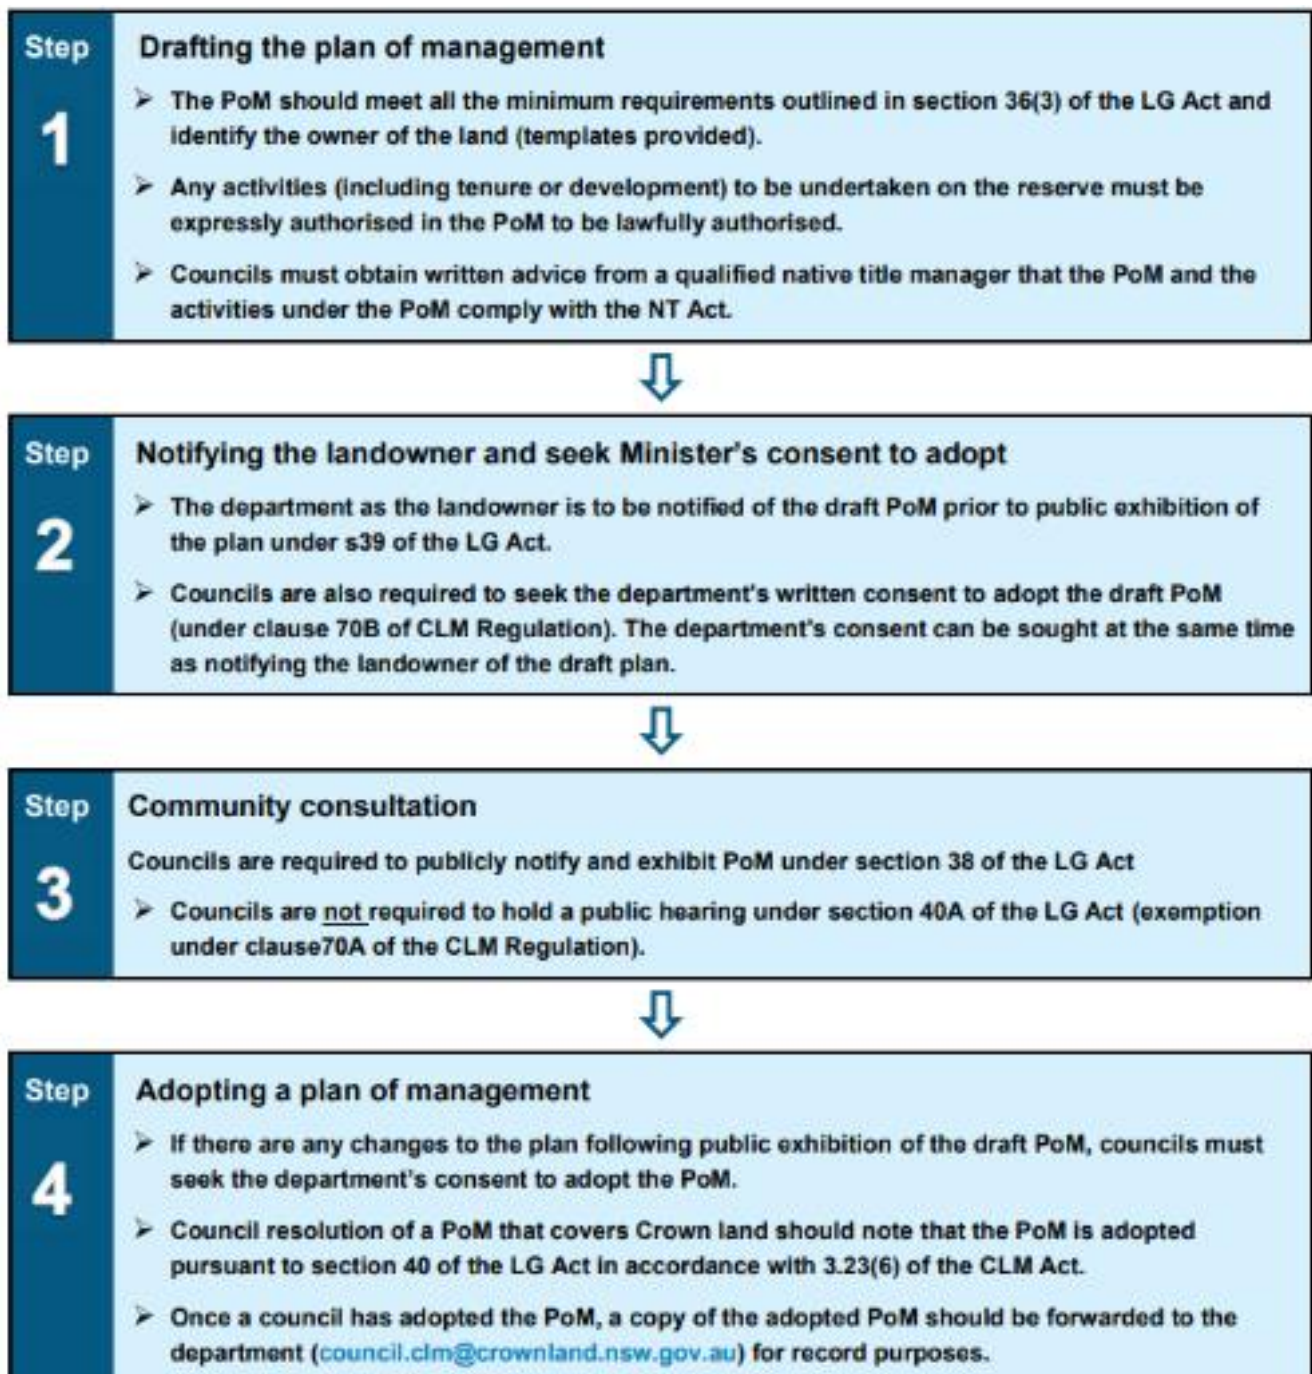 Step
1
Drafting the plan of management
➢ The PoM should meet all the minimum requirements outlined in section 36(3) of the LG Act and
identify the owner of the land (templates provided).
➢ Any activities (including tenure or development) to be undertaken on the reserve must be
expressly authorised in the PoM to be lawfully authorised.
➢ Councils must obtain written advice from a qualified native title manager that the PoM and the
activities under the PoM comply with the NT Act.
Step
2
Notifying the landowner and seek Minister's consent to adopt
➢ The department as the landowner is to be notified of the draft PoM prior to public exhibition of
the plan under s39 of the LG Act.
➢ Councils are also required to seek the department's written consent to adopt the draft PoM
(under clause 70B of CLM Regulation). The department's consent can be sought at the same time
as notifying the landowner of the draft plan.
Step
3
Community consultation
Councils are required to publicly notify and exhibit PoM under section 38 of the LG Act
➢ Councils are not required to hold a public hearing under section 40A of the LG Act (exemption
under clause70A of the CLM Regulation).
Step
4
Adopting a plan of management
➢ If there are any changes to the plan following public exhibition of the draft PoM, councils must
seek the department's consent to adopt the PoM.
➢ Council resolution of a PoM that covers Crown land should note that the PoM is adopted
pursuant to section 40 of the LG Act in accordance with 3.23(6) of the CLM Act.
➢ Once a council has adopted the PoM, a copy of the adopted PoM should be forwarded to the
department (council.clm@crownland.nsw.gov.au) for record purposes.